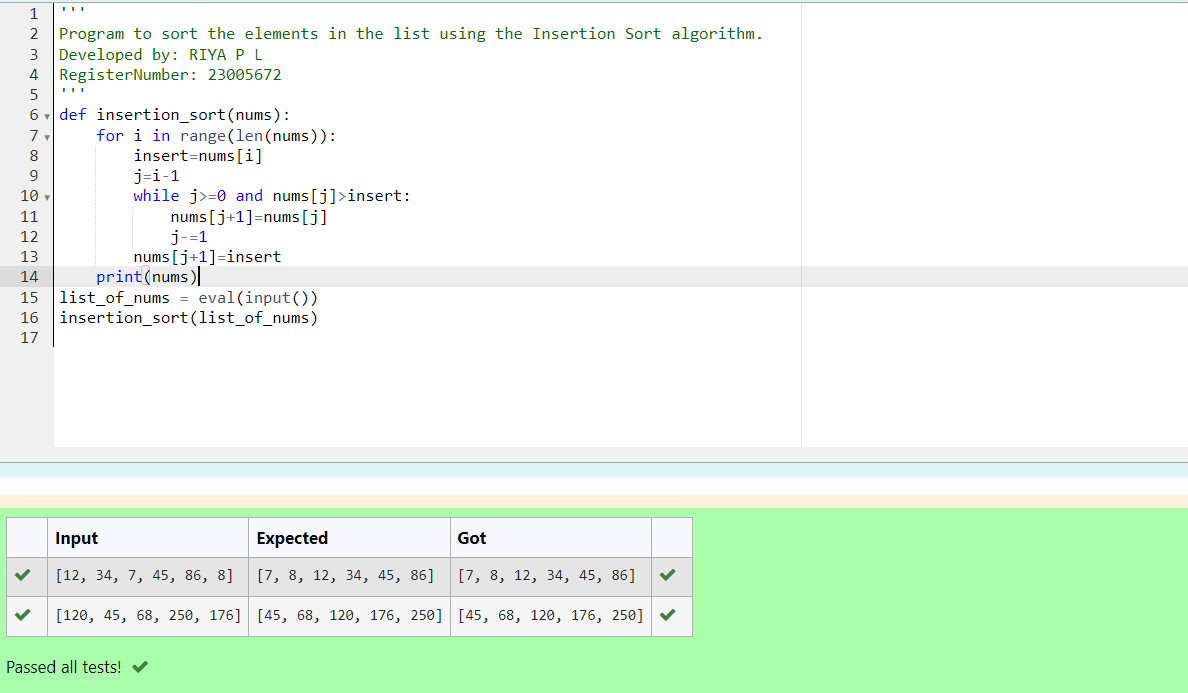 1 '''
2 Program to sort the elements in the list using the Insertion Sort algorithm.
3 Developed by: RIYA P L
4 RegisterNumber: 23005672
5 '''
6 def insertion_sort(nums):
7     for i in range(len(nums)):
8         insert=nums[i]
9         j=i-1
10         while j>=0 and nums[j]>insert:
11             nums[j+1]=nums[j]
12             j-=1
13         nums[j+1]=insert
14     print(nums)
15 list_of_nums = eval(input())
16 insertion_sort(list_of_nums)
17
Input Expected Got
[12, 34, 7, 45, 86, 8] [7, 8, 12, 34, 45, 86] [7, 8, 12, 34, 45, 86]
[120, 45, 68, 250, 176] [45, 68, 120, 176, 250] [45, 68, 120, 176, 250]
Passed all tests!